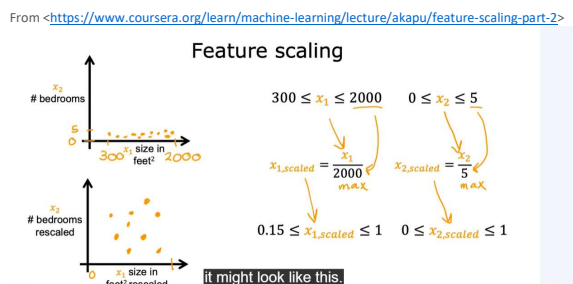 From <https://www.coursera.org/learn/machine-learning/lecture/akapu/feature-scaling-part-2>
Feature scaling
x₂
# bedrooms
5
0
300 x₁ size in 2000
feet²
300 ≤ x₁ ≤ 2000 0 ≤ x₂ ≤ 5
x₁,scaled = x₁/2000 x₂,scaled = x₂/5
max max
0.15 ≤ x₁,scaled ≤ 1 0 ≤ x₂,scaled ≤ 1
x₂
# bedrooms
rescaled
0 x₁ size in 1
feet² rescaled
it might look like this.